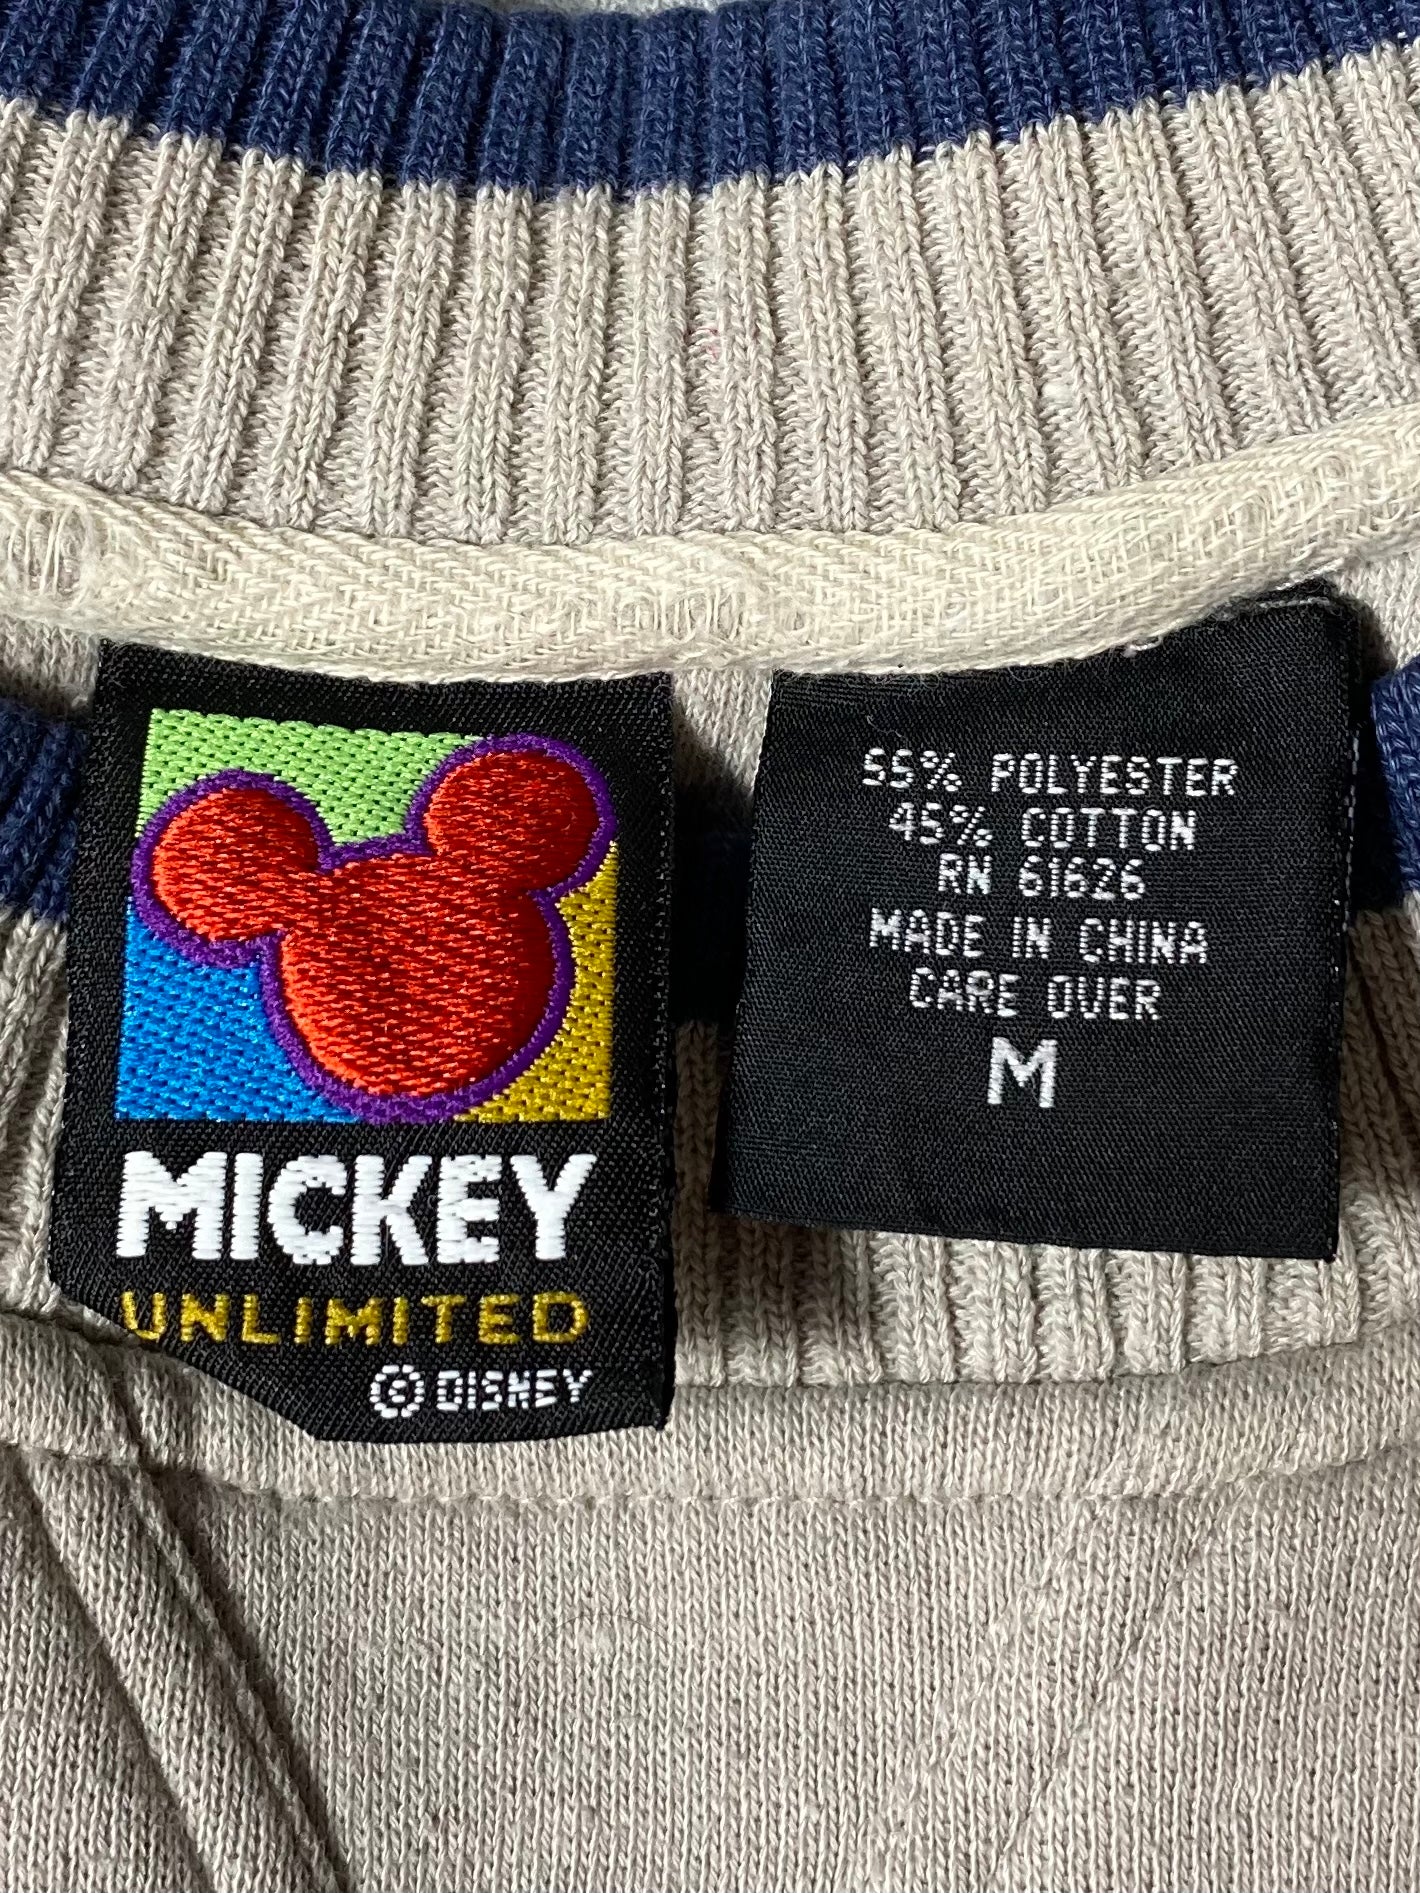 MICKEY
UNLIMITED
© DISNEY
55% POLYESTER
45% COTTON
RN 61626
MADE IN CHINA
CARE OVER
M